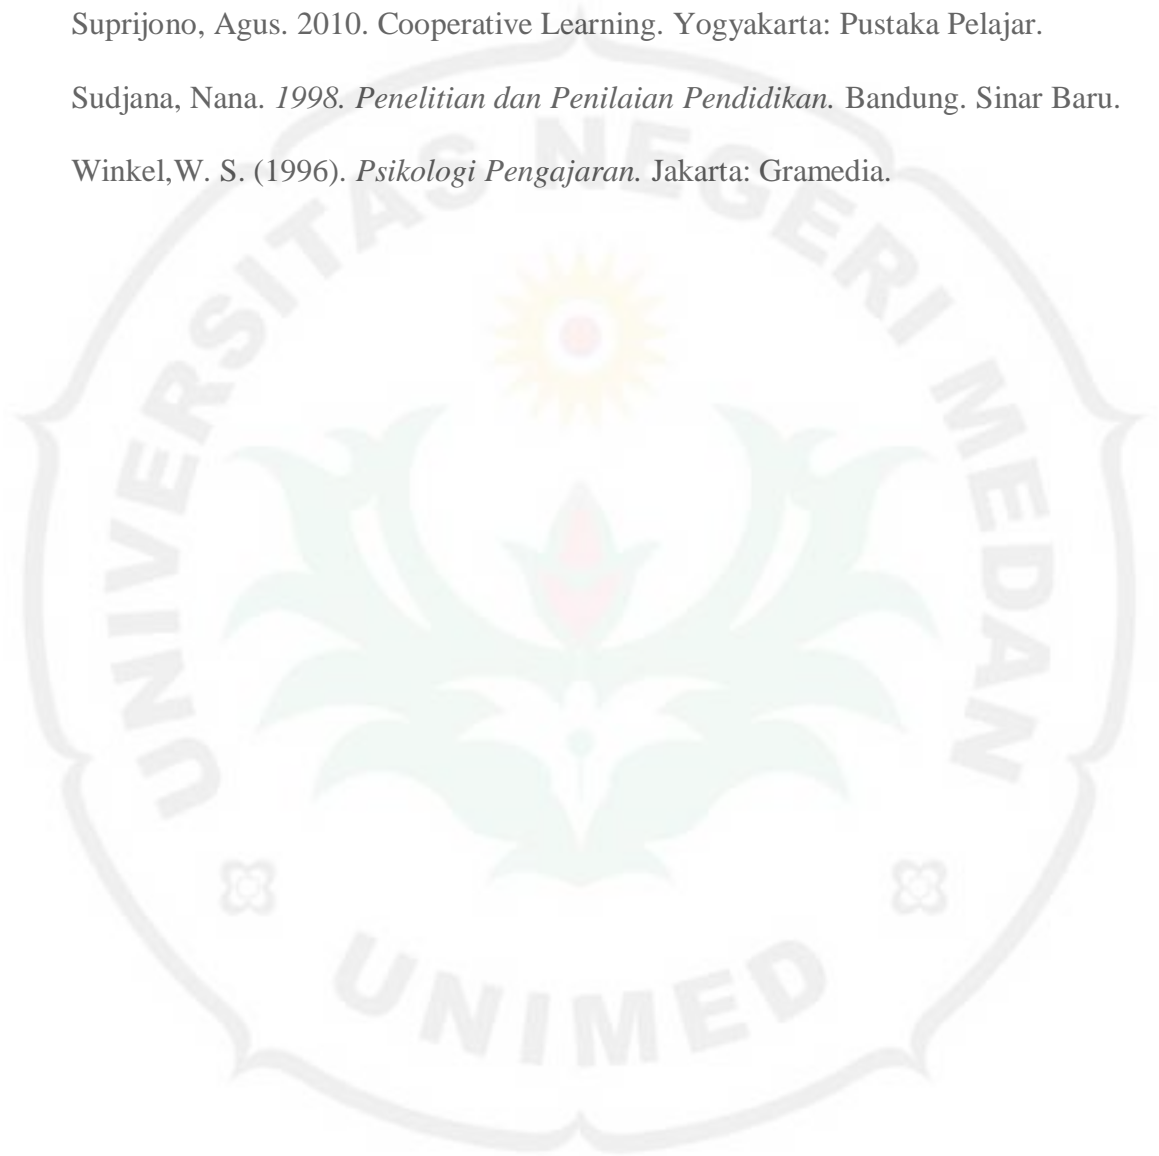 Suprijono, Agus. 2010. Cooperative Learning. Yogyakarta: Pustaka Pelajar.
Sudjana, Nana. 1998. Penelitian dan Penilaian Pendidikan. Bandung. Sinar Baru.
Winkel,W. S. (1996). Psikologi Pengajaran. Jakarta: Gramedia.
UNIVERSITAS NEGERI MEDAN
UNIMED